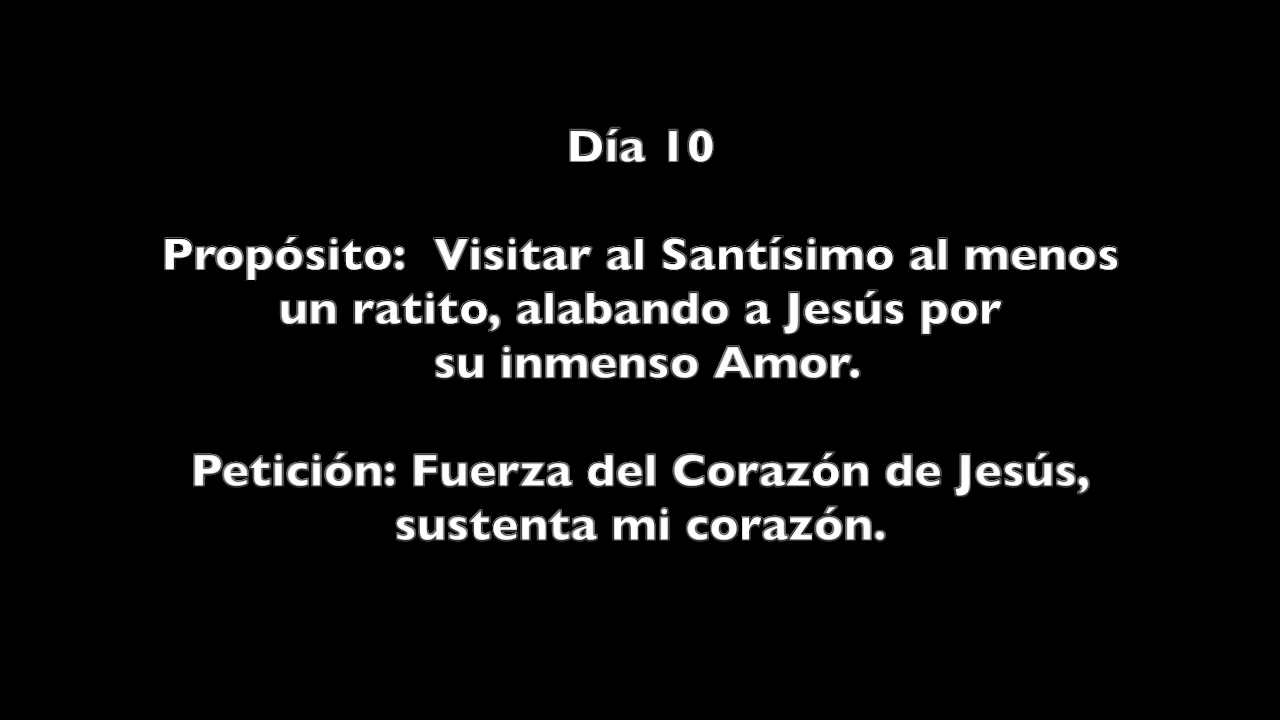 Día 10
Propósito:  Visitar al Santísimo al menos
un ratito, alabando a Jesús por
su inmenso Amor.
Petición: Fuerza del Corazón de Jesús,
sustenta mi corazón.